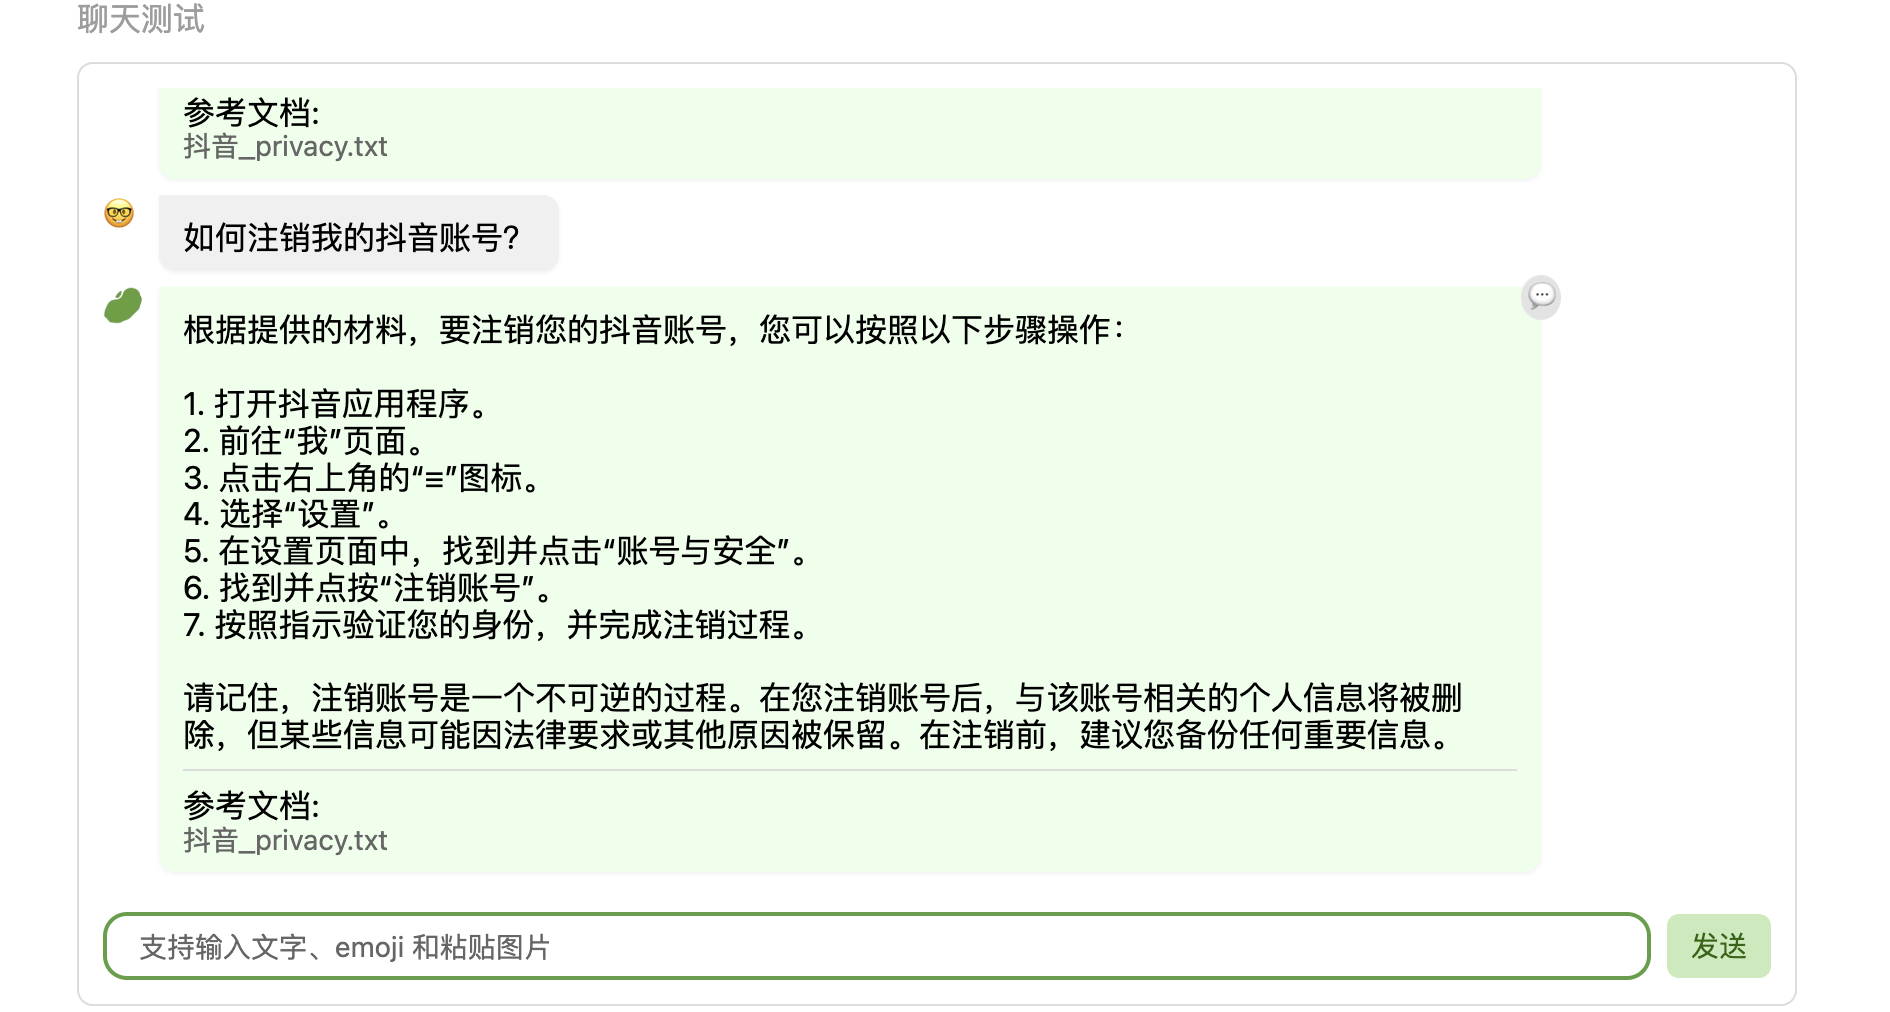 聊天测试
参考文档:
抖音_privacy.txt
如何注销我的抖音账号?
根据提供的材料，要注销您的抖音账号，您可以按照以下步骤操作：
1. 打开抖音应用程序。
2. 前往“我”页面。
3. 点击右上角的“≡”图标。
4. 选择“设置”。
5. 在设置页面中，找到并点击“账号与安全”。
6. 找到并点按“注销账号”。
7. 按照指示验证您的身份，并完成注销过程。
请记住，注销账号是一个不可逆的过程。在您注销账号后，与该账号相关的个人信息将被删
除，但某些信息可能因法律要求或其他原因被保留。在注销前，建议您备份任何重要信息。
参考文档:
抖音_privacy.txt
支持输入文字、emoji 和粘贴图片
发送